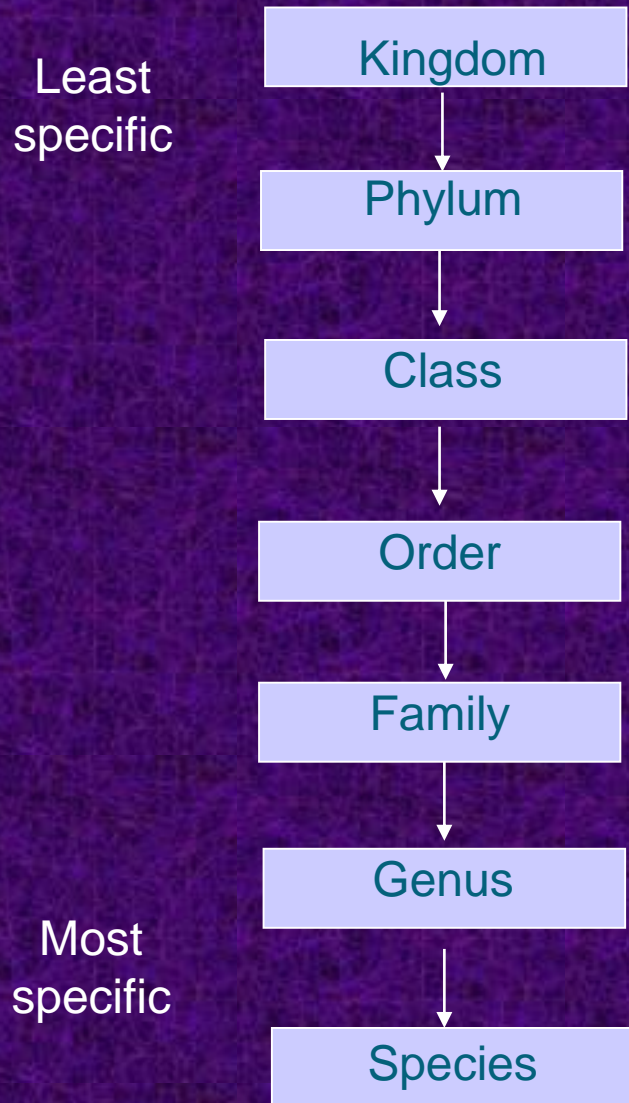 Kingdom
Least
specific
Phylum
Class
Order
Family
Genus
Most
specific
Species